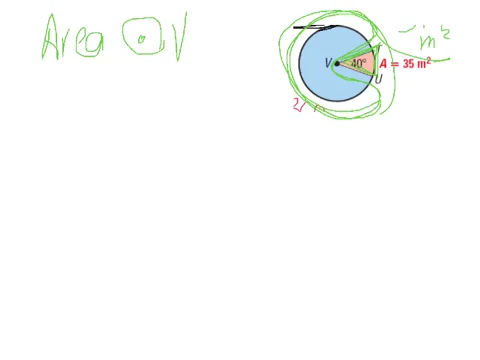 Area ⊙ V
m²
T
V 40° A = 35 m²
U